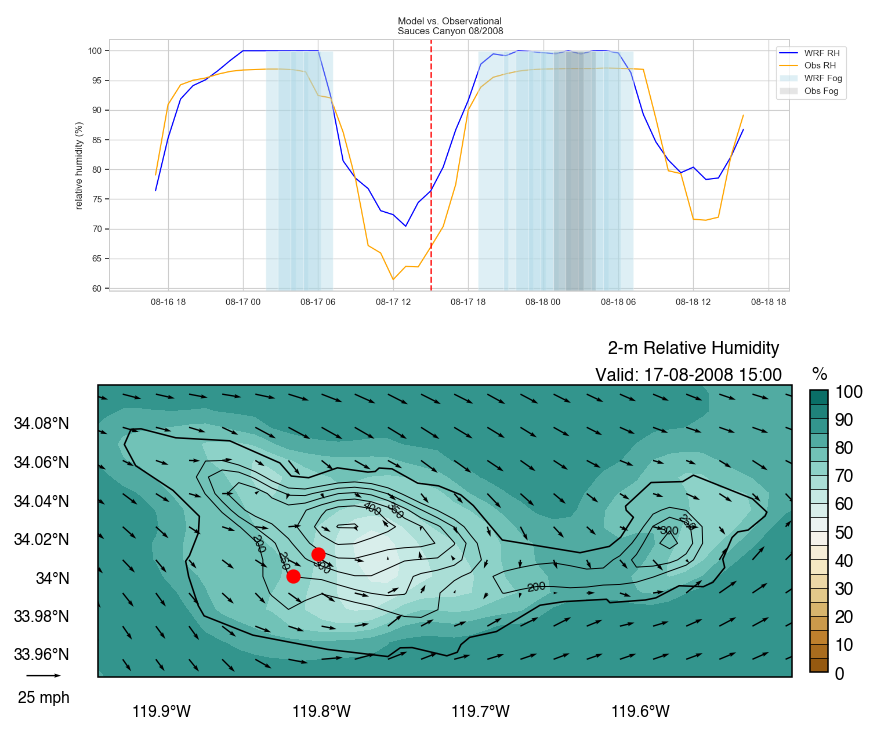 Model vs. Observational
Sauces Canyon 08/2008
relative humidity (%)
100
95
90
85
80
75
70
65
60
08-16 18
08-17 00
08-17 06
08-17 12
08-17 18
08-18 00
08-18 06
08-18 12
08-18 18
WRF RH
Obs RH
WRF Fog
Obs Fog
2-m Relative Humidity
Valid: 17-08-2008 15:00
%
100
90
80
70
60
50
40
30
20
10
0
34.08°N
34.06°N
34.04°N
34.02°N
34°N
33.98°N
33.96°N
25 mph
119.9°W
119.8°W
119.7°W
119.6°W
400
200
250
300
200